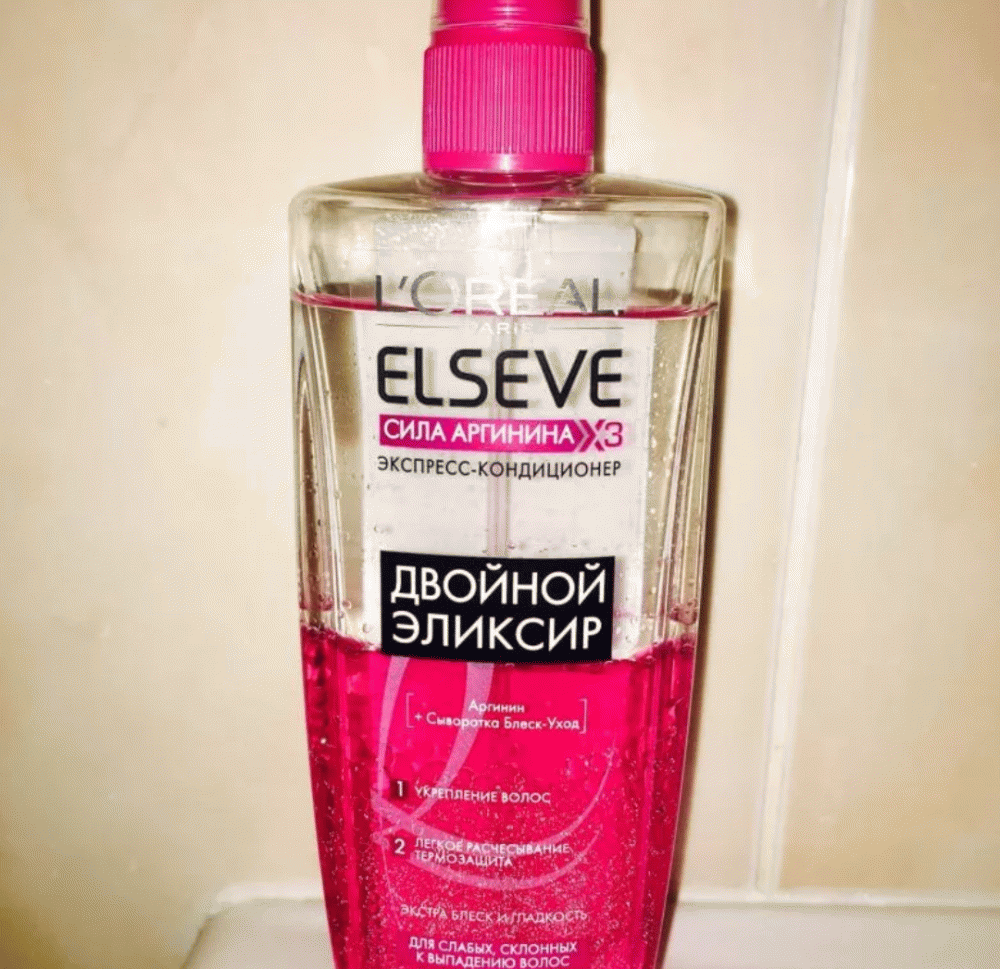 L'ORÉAL
PARIS
ELSEVE
СИЛА АРГИНИНА X3
ЭКСПРЕСС-КОНДИЦИОНЕР
ДВОЙНОЙ
ЭЛИКСИР
[Аргинин
+ Сыворотка Блеск-Уход]
1 УКРЕПЛЕНИЕ ВОЛОС
2 ЛЕГКОЕ РАСЧЕСЫВАНИЕ
ТЕРМОЗАЩИТА
ЭКСТРА БЛЕСК И ГЛАДКОСТЬ
ДЛЯ СЛАБЫХ, СКЛОННЫХ
К ВЫПАДЕНИЮ ВОЛОС